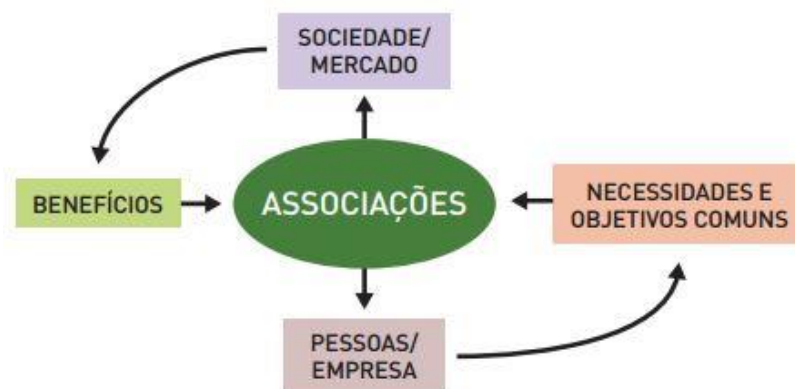 SOCIEDADE/
MERCADO
BENEFÍCIOS
ASSOCIAÇÕES
NECESSIDADES E
OBJETIVOS COMUNS
PESSOAS/
EMPRESA